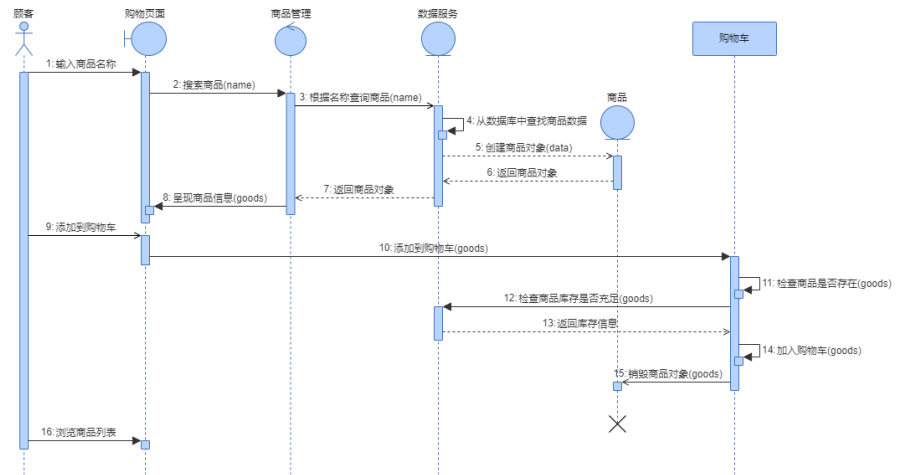 顾客
购物页面
商品管理
数据服务
购物车
1: 输入商品名称
2: 搜索商品(name)
3: 根据名称查询商品(name)
商品
4: 从数据库中查找商品数据
5: 创建商品对象(data)
6: 返回商品对象
7: 返回商品对象
8: 呈现商品信息(goods)
9: 添加到购物车
10: 添加到购物车(goods)
11: 检查商品是否存在(goods)
12: 检查商品库存是否充足(goods)
13: 返回库存信息
14: 加入购物车(goods)
15: 销毁商品对象(goods)
16: 浏览商品列表